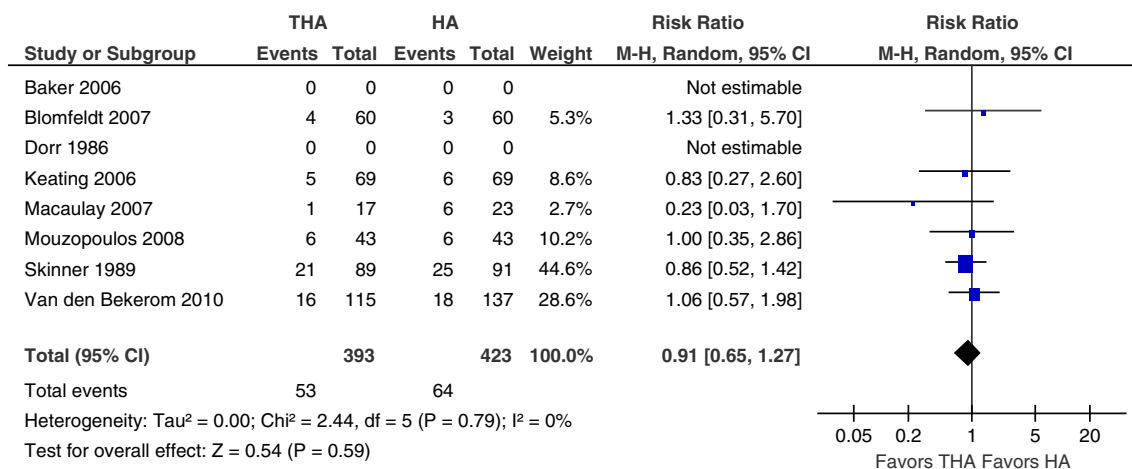 THA HA Risk Ratio Risk Ratio
Study or Subgroup Events Total Events Total Weight M-H, Random, 95% CI M-H, Random, 95% CI
Baker 2006 0 0 0 0 Not estimable
Blomfeldt 2007 4 60 3 60 5.3% 1.33 [0.31, 5.70]
Dorr 1986 0 0 0 0 Not estimable
Keating 2006 5 69 6 69 8.6% 0.83 [0.27, 2.60]
Macaulay 2007 1 17 6 23 2.7% 0.23 [0.03, 1.70]
Mouzopoulos 2008 6 43 6 43 10.2% 1.00 [0.35, 2.86]
Skinner 1989 21 89 25 91 44.6% 0.86 [0.52, 1.42]
Van den Bekerom 2010 16 115 18 137 28.6% 1.06 [0.57, 1.98]
Total (95% CI) 393 423 100.0% 0.91 [0.65, 1.27]
Total events 53 64
Heterogeneity: Tau² = 0.00; Chi² = 2.44, df = 5 (P = 0.79); I² = 0%
Test for overall effect: Z = 0.54 (P = 0.59)
0.05 0.2 1 5 20
Favors THA Favors HA